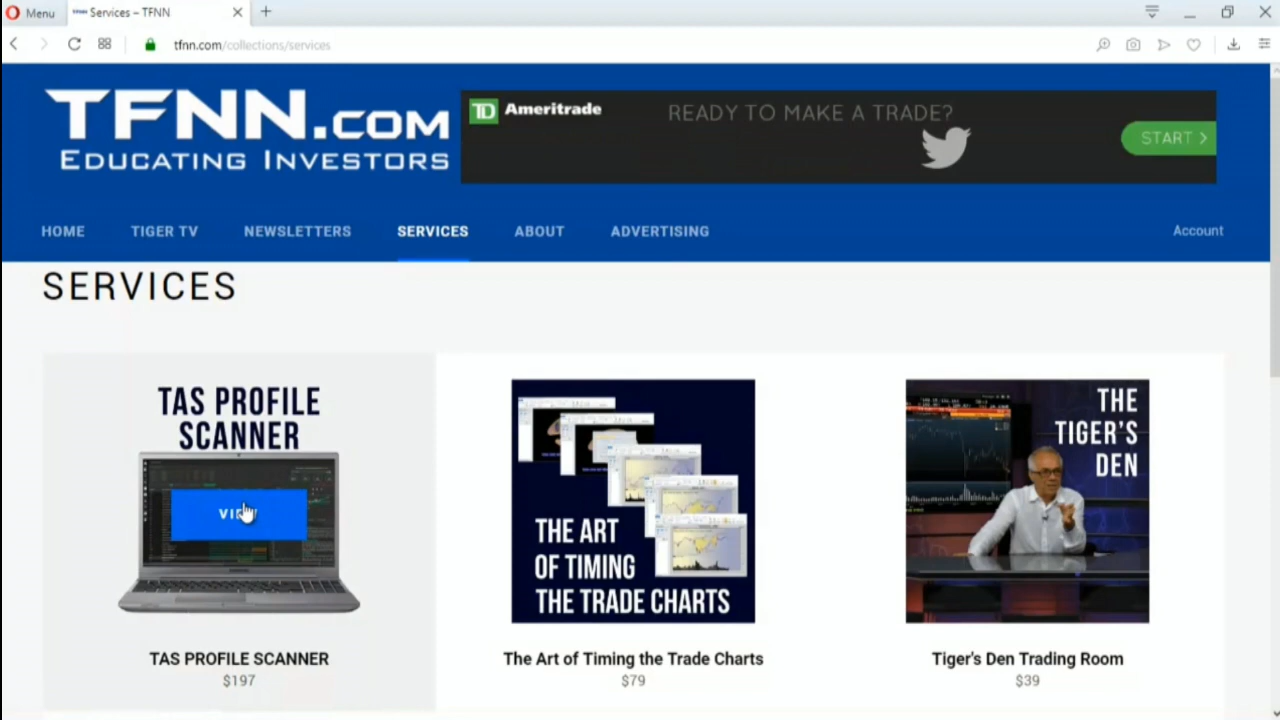 Menu
Services – TFNN
tfnn.com/collections/services
TFNN.COM
EDUCATING INVESTORS
TD Ameritrade
READY TO MAKE A TRADE?
START >
HOME TIGER TV NEWSLETTERS SERVICES ABOUT ADVERTISING Account
SERVICES
TAS PROFILE
SCANNER
THE ART
OF TIMING
THE TRADE CHARTS
THE
TIGER'S
DEN
TAS PROFILE SCANNER
$197
The Art of Timing the Trade Charts
$79
Tiger's Den Trading Room
$39